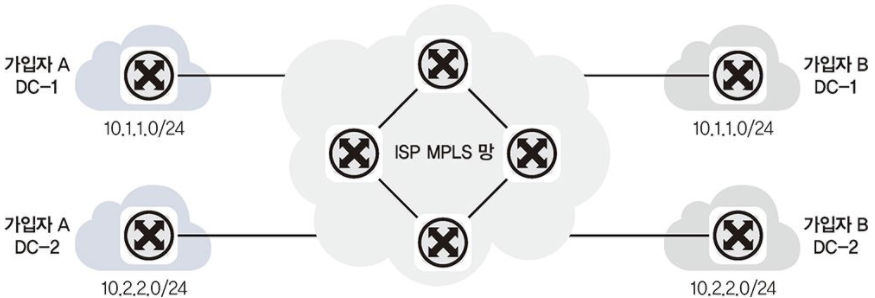 가입자 A
DC-1
10.1.1.0/24
가입자 B
DC-1
10.1.1.0/24
ISP MPLS 망
가입자 A
DC-2
10.2.2.0/24
가입자 B
DC-2
10.2.2.0/24